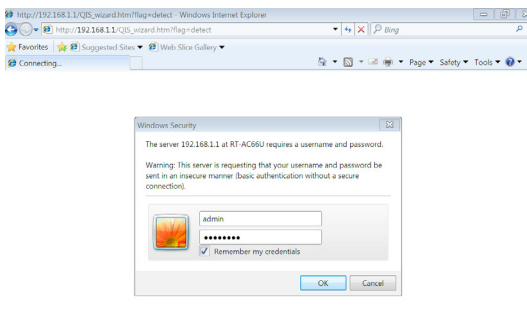 http://192.168.1.1/QIS_wizard.htm?flag=detect - Windows Internet Explorer
http://192.168.1.1/QIS_wizard.htm?flag=detect
Bing
Favorites Suggested Sites Web Slice Gallery
Connecting... Page Safety Tools
Windows Security
The server 192.168.1.1 at RT-AC66U requires a username and password.
Warning: This server is requesting that your username and password be
sent in an insecure manner (basic authentication without a secure
connection).
admin
••••••••
Remember my credentials
OK Cancel